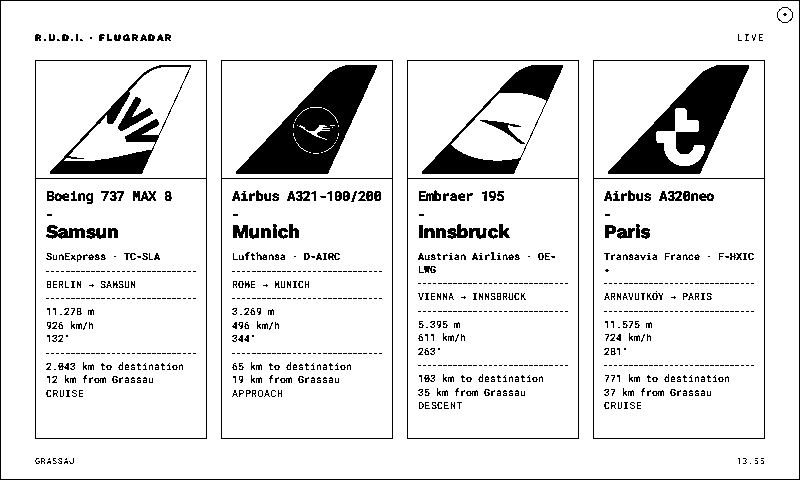 R.U.D.I. · FLUGRADAR
LIVE
Boeing 737 MAX 8
-
Samsun
SunExpress · TC-SLA
BERLIN → SAMSUN
11.278 m
926 km/h
132°
2.043 km to destination
12 km from Grassau
CRUISE
Airbus A321-100/200
-
Munich
Lufthansa · D-AIRC
ROME → MUNICH
3.269 m
496 km/h
344°
65 km to destination
19 km from Grassau
APPROACH
Embraer 195
-
Innsbruck
Austrian Airlines · OE-
LWG
VIENNA → INNSBRUCK
5.395 m
611 km/h
263°
103 km to destination
35 km from Grassau
DESCENT
Airbus A320neo
-
Paris
Transavia France · F-HXIC
•
ARNAVUTKÖY → PARIS
11.575 m
724 km/h
281°
771 km to destination
37 km from Grassau
CRUISE
GRASSAU
13.55